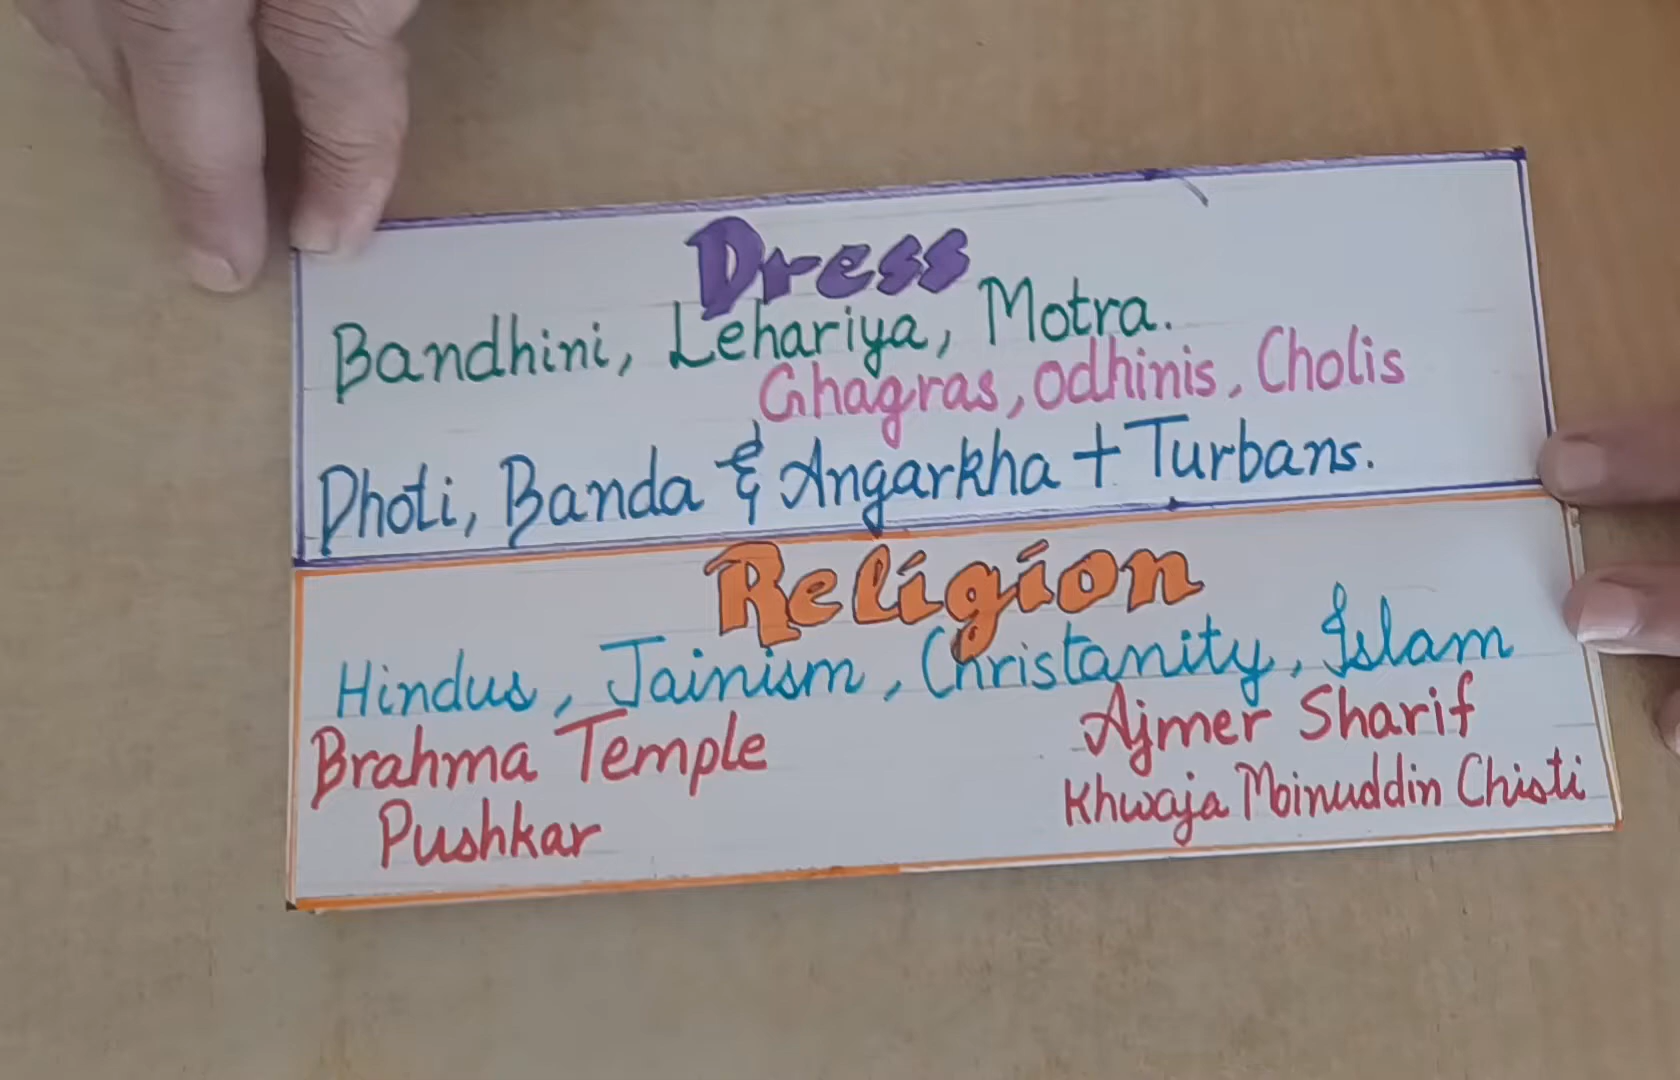 Dress
Bandhini, Lehariya, Motra.
Ghagras, Odhinis, Cholis
Dhoti, Banda & Angarkha + Turbans.
Religion
Hindus, Jainism, Christanity, Islam
Brahma Temple Ajmer Sharif
Pushkar Khwaja Moinuddin Chisti